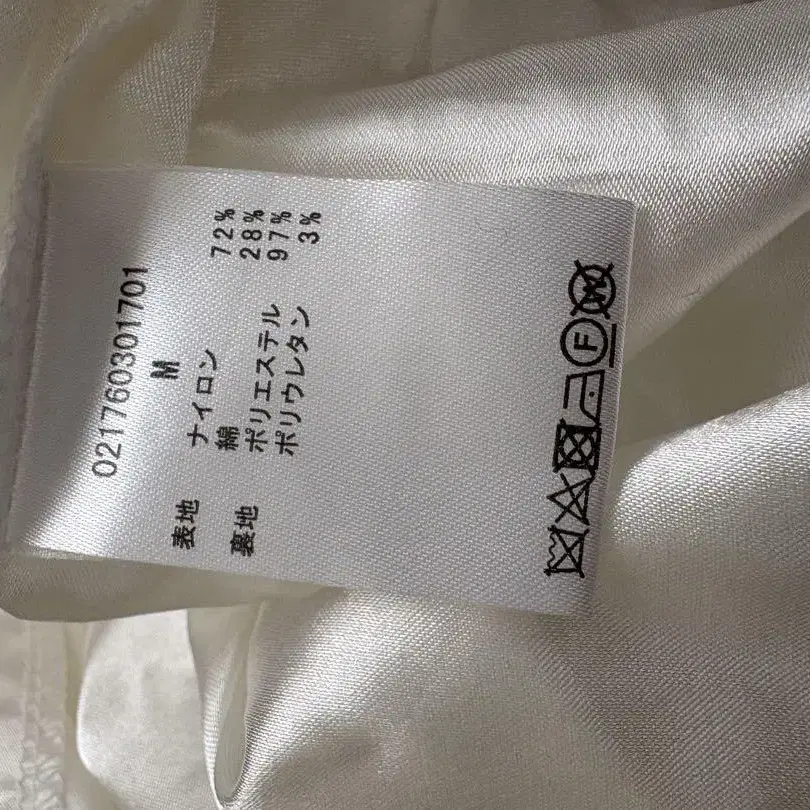 021760301701
M
表地 ナイロン 72%
綿 28%
裏地 ポリエステル 97%
ポリウレタン 3%
F
W